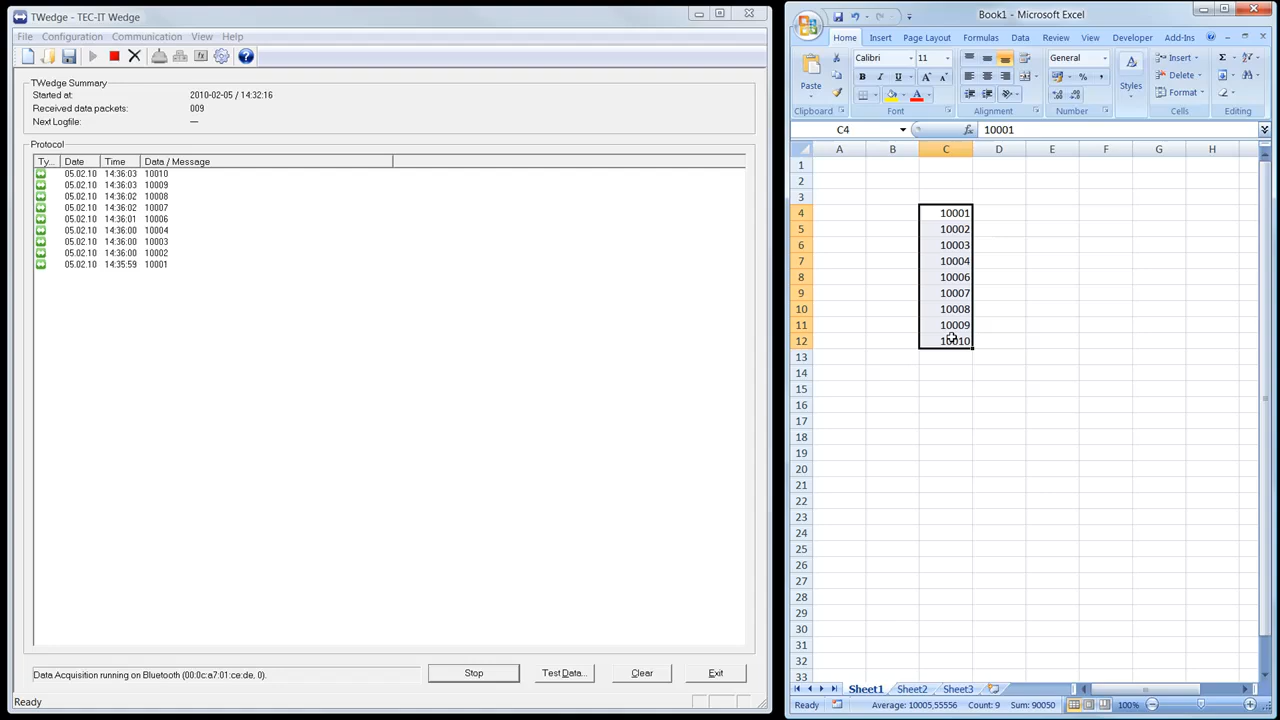 TWedge - TEC-IT Wedge
File Configuration Communication View Help
TWedge Summary
Started at: 2010-02-05 / 14:32:16
Received data packets: 009
Next Logfile: —
Protocol
Ty... Date Time Data / Message
05.02.10 14:36:03 10010
05.02.10 14:36:03 10009
05.02.10 14:36:02 10008
05.02.10 14:36:02 10007
05.02.10 14:36:01 10006
05.02.10 14:36:00 10004
05.02.10 14:36:00 10003
05.02.10 14:36:00 10002
05.02.10 14:35:59 10001
Data Acquisition running on Bluetooth (00:0c:a7:01:ce:de, 0).
Stop Test Data... Clear Exit
Ready
Book1 - Microsoft Excel
Home Insert Page Layout Formulas Data Review View Developer Add-Ins
Paste
Clipboard
Calibri 11
B I U A A
A
Font
Alignment
General
% ,
Number
A
Styles
Insert
Delete
Format
Cells
Σ
Editing
C4 fx 10001
A B C D E F G H
1
2
3
4 10001
5 10002
6 10003
7 10004
8 10006
9 10007
10 10008
11 10009
12 10010
13
14
15
16
17
18
19
20
21
22
23
24
25
26
27
28
29
30
31
32
33
Sheet1 Sheet2 Sheet3
Ready Average: 10005,55556 Count: 9 Sum: 90050 100%